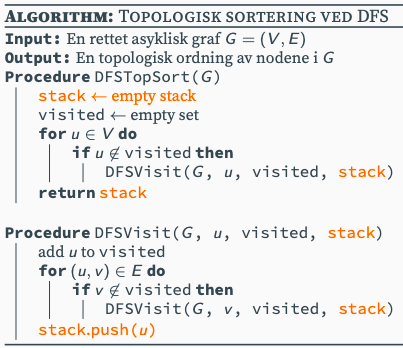 ALGORITHM: TOPOLOGISK SORTERING VED DFS
Input: En rettet asyklisk graf G = (V, E)
Output: En topologisk ordning av nodene i G
Procedure DFSTopSort(G)
stack ← empty stack
visited ← empty set
for u ∈ V do
if u ∉ visited then
DFSVisit(G, u, visited, stack)
return stack
Procedure DFSVisit(G, u, visited, stack)
add u to visited
for (u, v) ∈ E do
if v ∉ visited then
DFSVisit(G, v, visited, stack)
stack.push(u)